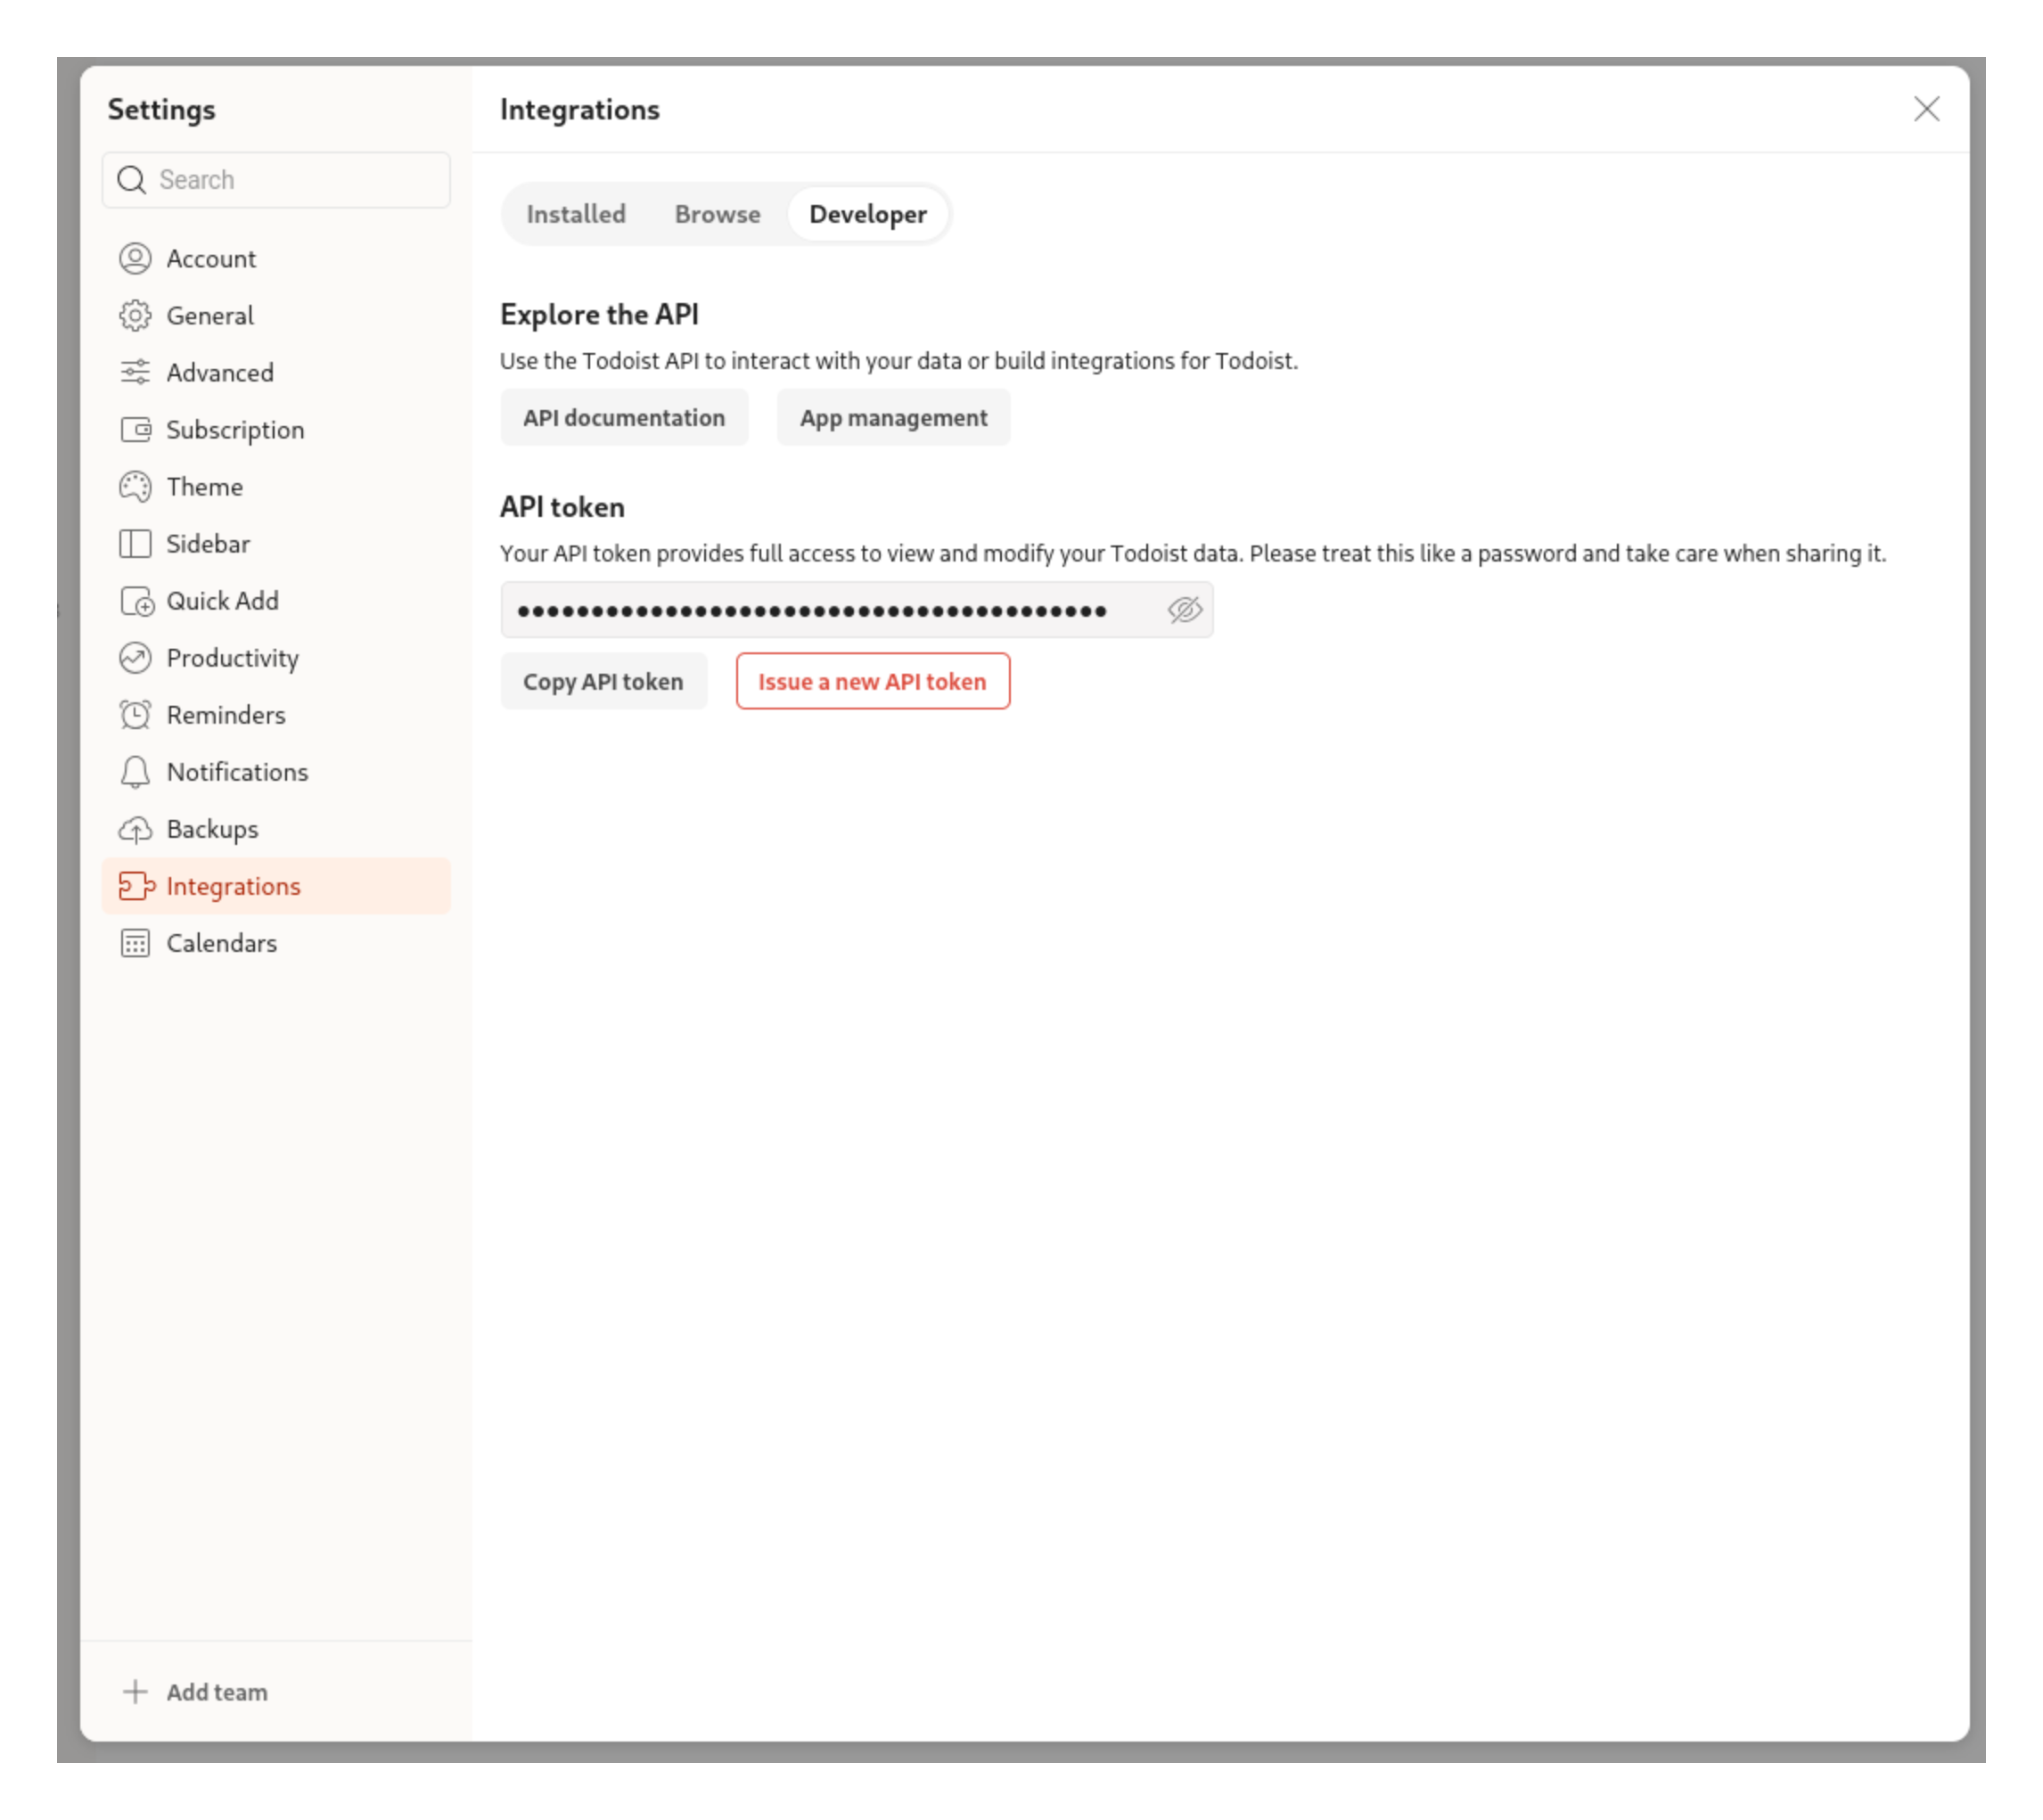 Settings
Search
Account
General
Advanced
Subscription
Theme
Sidebar
Quick Add
Productivity
Reminders
Notifications
Backups
Integrations
Calendars
Add team
Integrations
Installed Browse Developer
Explore the API
Use the Todoist API to interact with your data or build integrations for Todoist.
API documentation App management
API token
Your API token provides full access to view and modify your Todoist data. Please treat this like a password and take care when sharing it.
••••••••••••••••••••••••••••••••••••••••
Copy API token Issue a new API token